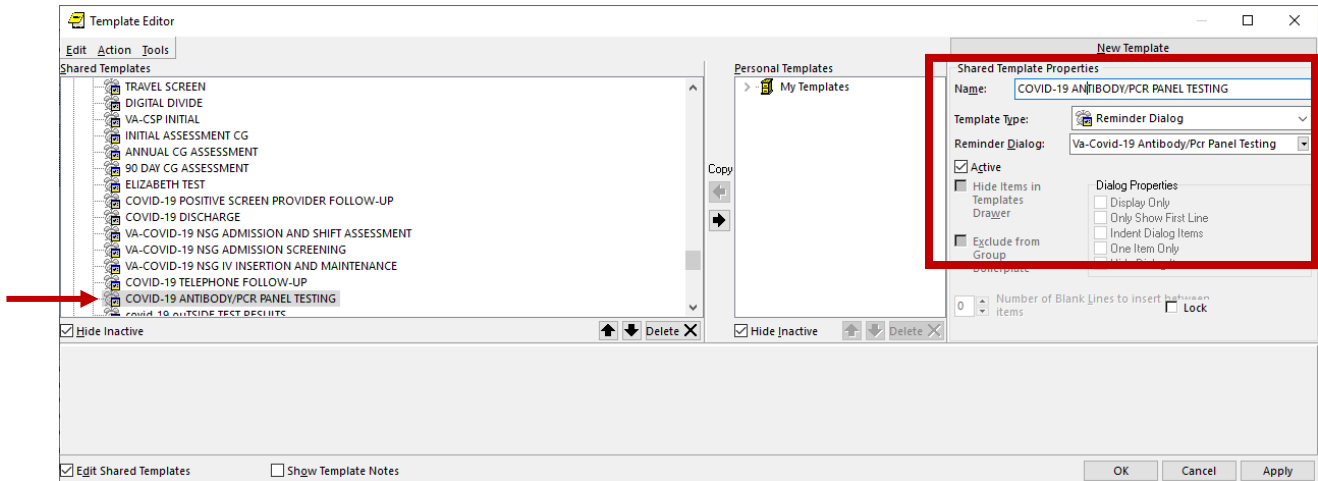 Template Editor
Edit Action Tools
New Template
Shared Templates
TRAVEL SCREEN
DIGITAL DIVIDE
VA-CSP INITIAL
INITIAL ASSESSMENT CG
ANNUAL CG ASSESSMENT
90 DAY CG ASSESSMENT
ELIZABETH TEST
COVID-19 POSITIVE SCREEN PROVIDER FOLLOW-UP
COVID-19 DISCHARGE
VA-COVID-19 NSG ADMISSION AND SHIFT ASSESSMENT
VA-COVID-19 NSG ADMISSION SCREENING
VA-COVID-19 NSG IV INSERTION AND MAINTENANCE
COVID-19 TELEPHONE FOLLOW-UP
COVID-19 ANTIBODY/PCR PANEL TESTING
covid-19 ouTSIDE TEST RESULTS
Hide Inactive
Delete
Copy
Personal Templates
My Templates
Hide Inactive
Delete
Shared Template Properties
Name: COVID-19 ANTIBODY/PCR PANEL TESTING
Template Type: Reminder Dialog
Reminder Dialog: Va-Covid-19 Antibody/Pcr Panel Testing
Active
Hide Items in
Templates
Drawer
Exclude from
Group
Boilerplate
Dialog Properties
Display Only
Only Show First Line
Indent Dialog Items
One Item Only
0 Number of Blank Lines to insert between
items
Lock
Edit Shared Templates
Show Template Notes
OK Cancel Apply